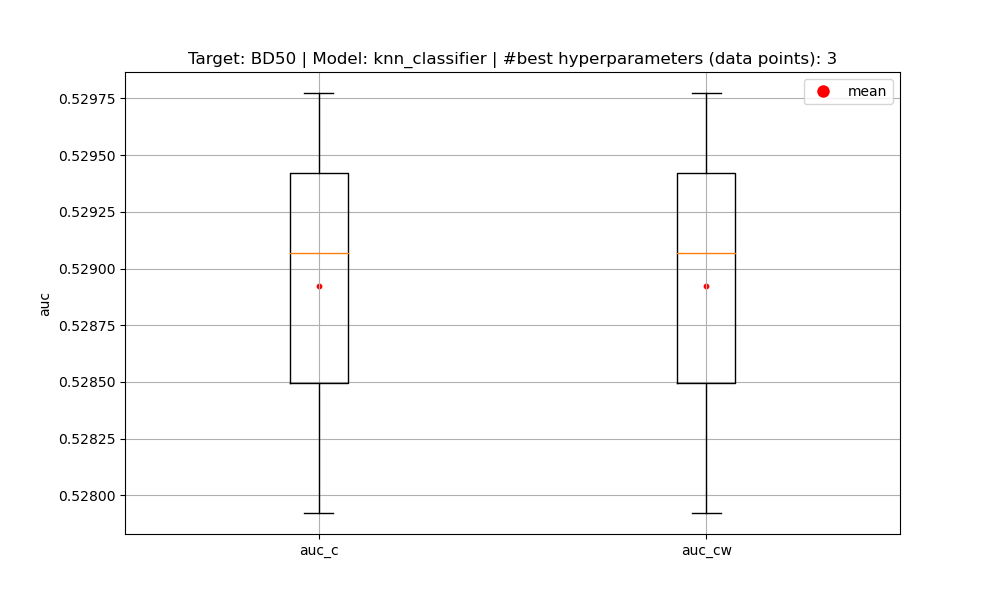 Target: BD50 | Model: knn_classifier | #best hyperparameters (data points): 3
mean
0.52975
0.52950
0.52925
0.52900
0.52875
0.52850
0.52825
0.52800
auc
auc_c
auc_cw